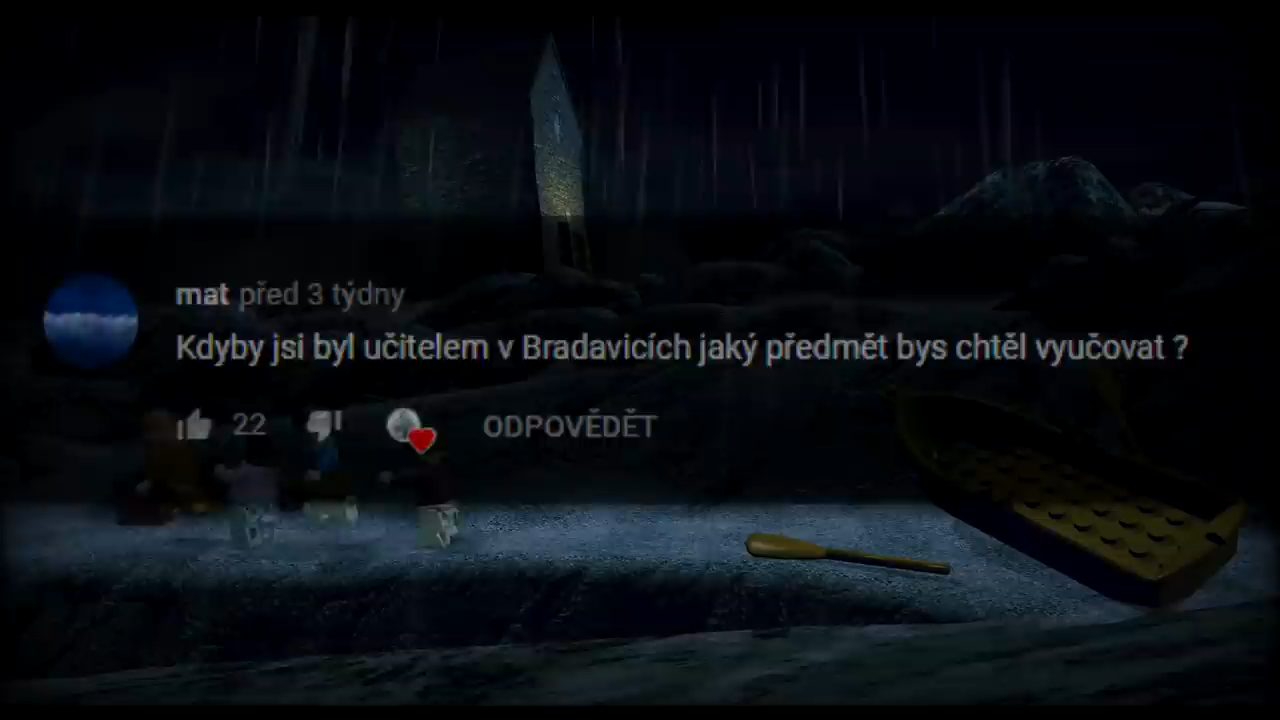 mat před 3 týdny
Kdyby jsi byl učitelem v Bradavicích jaký předmět bys chtěl vyučovat ?
22 ODPOVĚDĚT